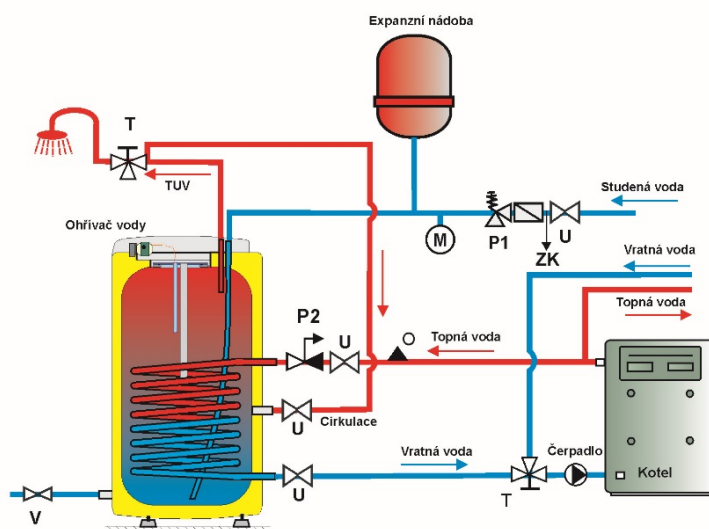 Expanzní nádoba
T
TUV
Studená voda
Ohřívač vody
M
P1
U
ZK
Vratná voda
Topná voda
P2
U
Topná voda
U
Cirkulace
Vratná voda
Čerpadlo
Kotel
U
T
V